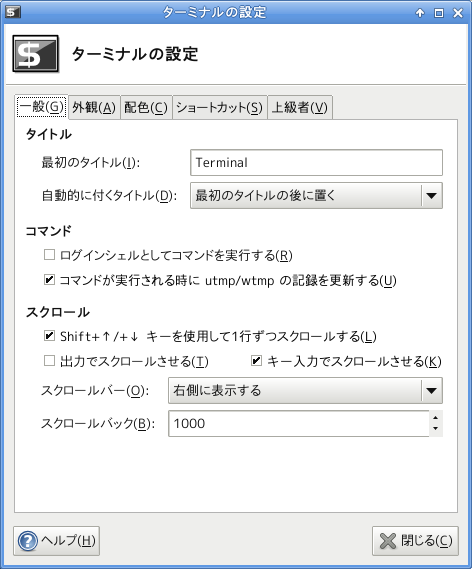 ターミナルの設定
ターミナルの設定
一般(G) 外観(A) 配色(C) ショートカット(S) 上級者(V)
タイトル
最初のタイトル(I): Terminal
自動的に付くタイトル(D): 最初のタイトルの後に置く
コマンド
ログインシェルとしてコマンドを実行する(R)
コマンドが実行される時に utmp/wtmp の記録を更新する(U)
スクロール
Shift+↑/+↓ キーを使用して1行ずつスクロールする(L)
出力でスクロールさせる(T) キー入力でスクロールさせる(K)
スクロールバー(O): 右側に表示する
スクロールバック(B): 1000
ヘルプ(H) 閉じる(C)